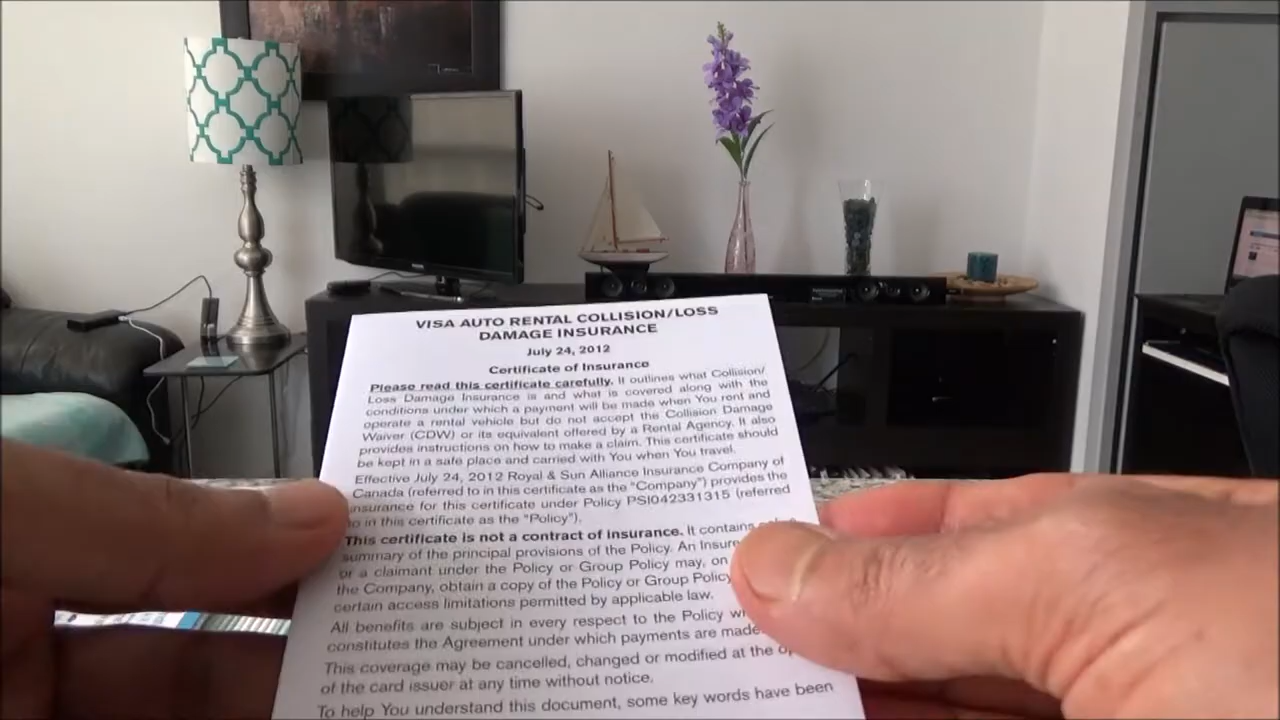 VISA AUTO RENTAL COLLISION/LOSS
DAMAGE INSURANCE
July 24, 2012
Certificate of Insurance
Please read this certificate carefully. It outlines what Collision/
Loss Damage Insurance is and what is covered along with the
conditions under which a payment will be made when You rent and
operate a rental vehicle but do not accept the Collision Damage
Waiver (CDW) or its equivalent offered by a Rental Agency. It also
provides instructions on how to make a claim. This certificate should
be kept in a safe place and carried with You when You travel.
Effective July 24, 2012 Royal & Sun Alliance Insurance Company of
Canada (referred to in this certificate as the "Company") provides the
insurance for this certificate under Policy PSI042331315 (referred
to in this certificate as the "Policy").
This certificate is not a contract of insurance. It contains
summary of the principal provisions of the Policy. An
or a claimant under the Policy or Group Policy may, on
the Company, obtain a copy of the Policy or Group Policy
certain access limitations permitted by applicable law.
All benefits are subject in every respect to the Policy
constitutes the Agreement under which payments are made
This coverage may be cancelled, changed or modified at the
of the card issuer at any time without notice.
To help You understand this document, some key words have been